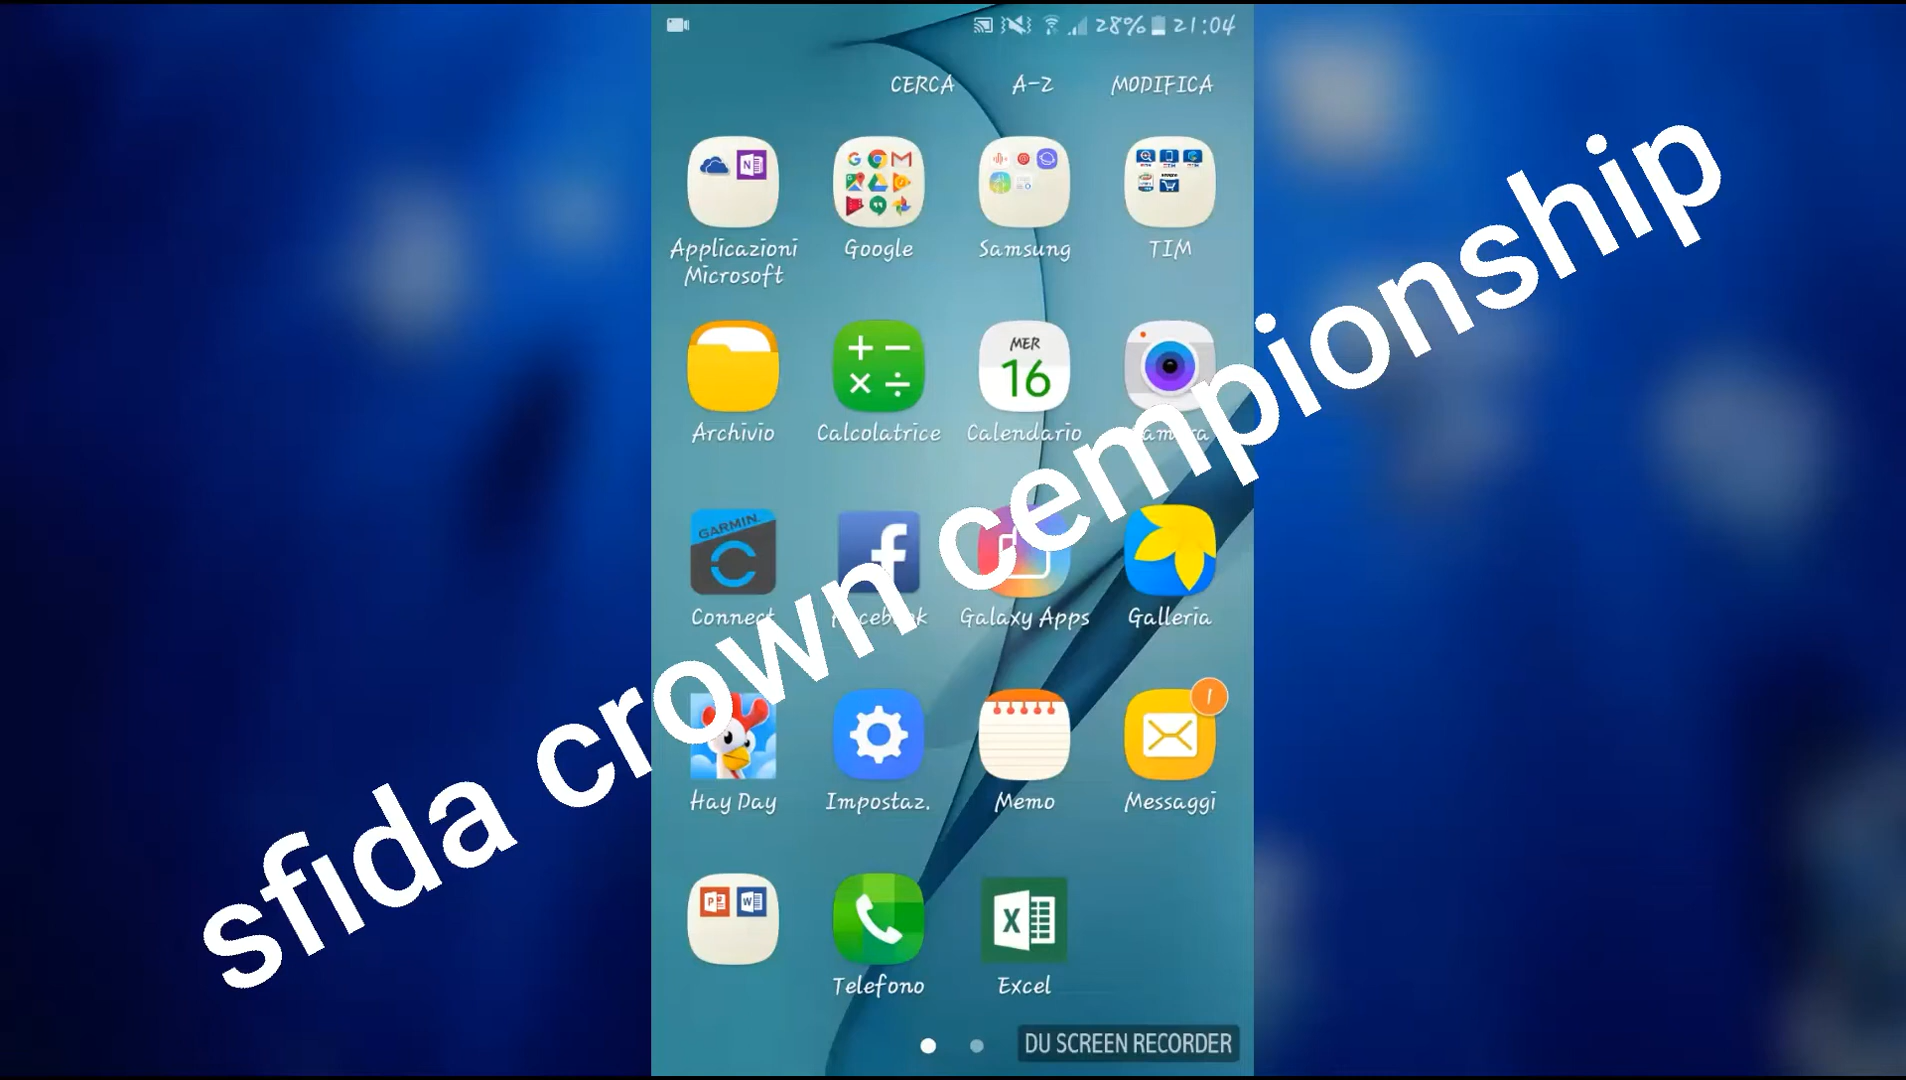 28% 21:04
CERCA A-Z MODIFICA
Applicazioni Microsoft
Google
Samsung
TIM
MER
16
Archivio
Calcolatrice
Calendario
GARMIN
Connect
Galaxy Apps
Galleria
sfida crown cempionship
Hay Day
Impostaz.
Memo
1
Messaggi
Telefono
Excel
DU SCREEN RECORDER